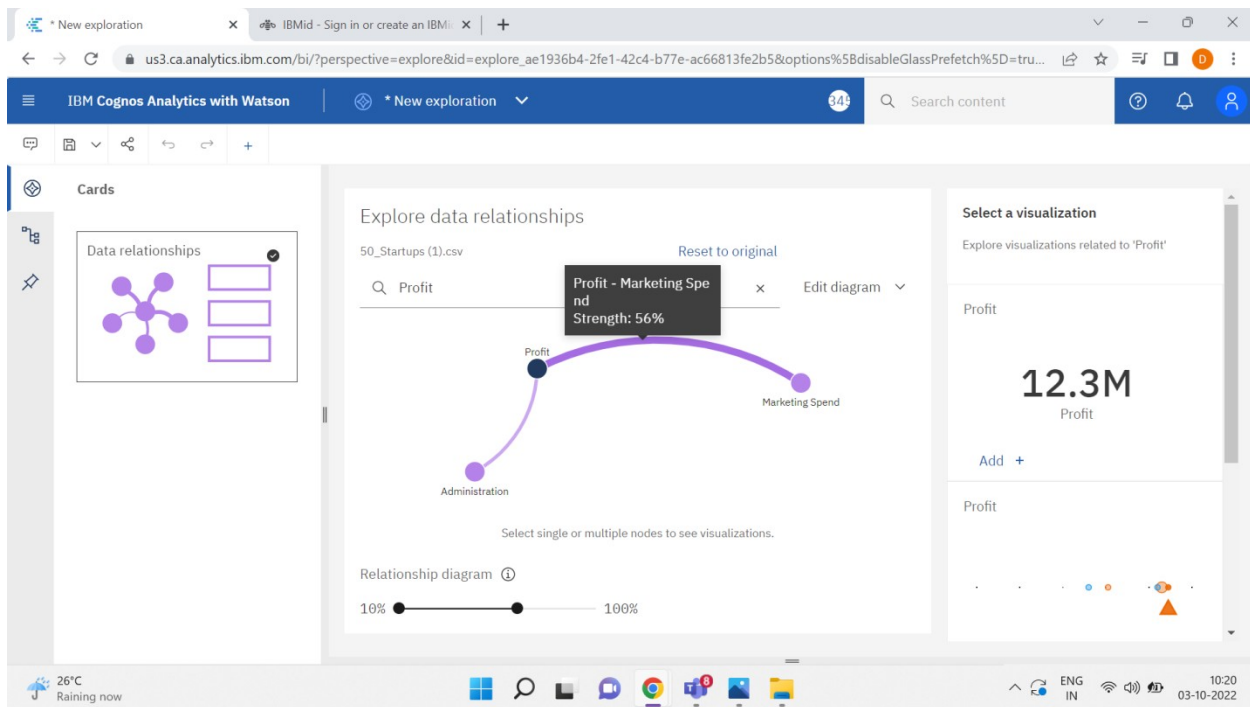 * New exploration
IBMid - Sign in or create an IBMi
us3.ca.analytics.ibm.com/bi/?perspective=explore&id=explore_ae1936b4-2fe1-42c4-b77e-ac66813fe2b5&options%5BdisableGlassPrefetch%5D=tru...
D
IBM Cognos Analytics with Watson
* New exploration
Search content
Cards
Data relationships
Explore data relationships
50_Startups (1).csv
Reset to original
Profit
Edit diagram
Profit - Marketing Spe
nd
Strength: 56%
Profit
Marketing Spend
Administration
Select single or multiple nodes to see visualizations.
Relationship diagram
10%
100%
Select a visualization
Explore visualizations related to 'Profit'
Profit
12.3M
Profit
Add +
Profit
26°C
Raining now
8
ENG
IN
10:20
03-10-2022